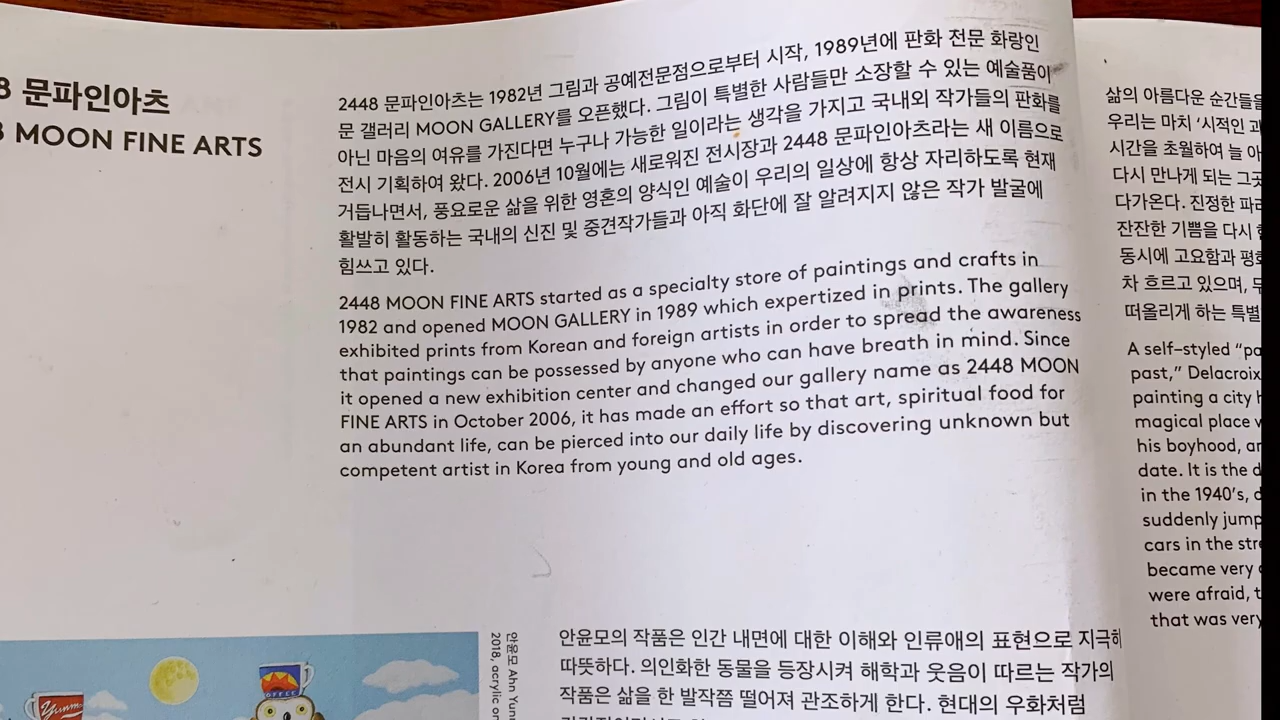 8 문파인아츠
8 MOON FINE ARTS
2448 문파인아츠는 1982년 그림과 공예전문점으로부터 시작, 1989년에 판화 전문 화랑인
문 갤러리 MOON GALLERY를 오픈했다. 그림이 특별한 사람들만 소장할 수 있는 예술품이
아닌 마음의 여유를 가진다면 누구나 가능한 일이라는 생각을 가지고 국내외 작가들의 판화를
전시 기획하여 왔다. 2006년 10월에는 새로워진 전시장과 2448 문파인아츠라는 새 이름으로
거듭나면서, 풍요로운 삶을 위한 영혼의 양식인 예술이 우리의 일상에 항상 자리하도록 현재
활발히 활동하는 국내의 신진 및 중견작가들과 아직 화단에 잘 알려지지 않은 작가 발굴에
힘쓰고 있다.
2448 MOON FINE ARTS started as a specialty store of paintings and crafts in
1982 and opened MOON GALLERY in 1989 which expertized in prints. The gallery
exhibited prints from Korean and foreign artists in order to spread the awareness
that paintings can be possessed by anyone who can have breath in mind. Since
it opened a new exhibition center and changed our gallery name as 2448 MOON
FINE ARTS in October 2006, it has made an effort so that art, spiritual food for
an abundant life, can be pierced into our daily life by discovering unknown but
competent artist in Korea from young and old ages.
안윤모 Ahn Yun
2018, acrylic on
안윤모의 작품은 인간 내면에 대한 이해와 인류애의 표현으로 지극히
따뜻하다. 의인화한 동물을 등장시켜 해학과 웃음이 따르는 작가의
작품은 삶을 한 발작쯤 떨어져 관조하게 한다. 현대의 우화처럼
삶의 아름다운 순간들을
우리는 마치 ‘시적인
시간을 초월하여 늘
다시 만나게 되는 그곳
다가온다. 진정한
잔잔한 기쁨을 다시
동시에 고요함과
차 흐르고 있으며,
떠올리게 하는 특별
A self–styled “pa
past,” Delacroix
painting a city
magical place
his boyhood,
date. It is the
in the 1940’s,
suddenly jump
cars in the
became very
were afraid,
that was very